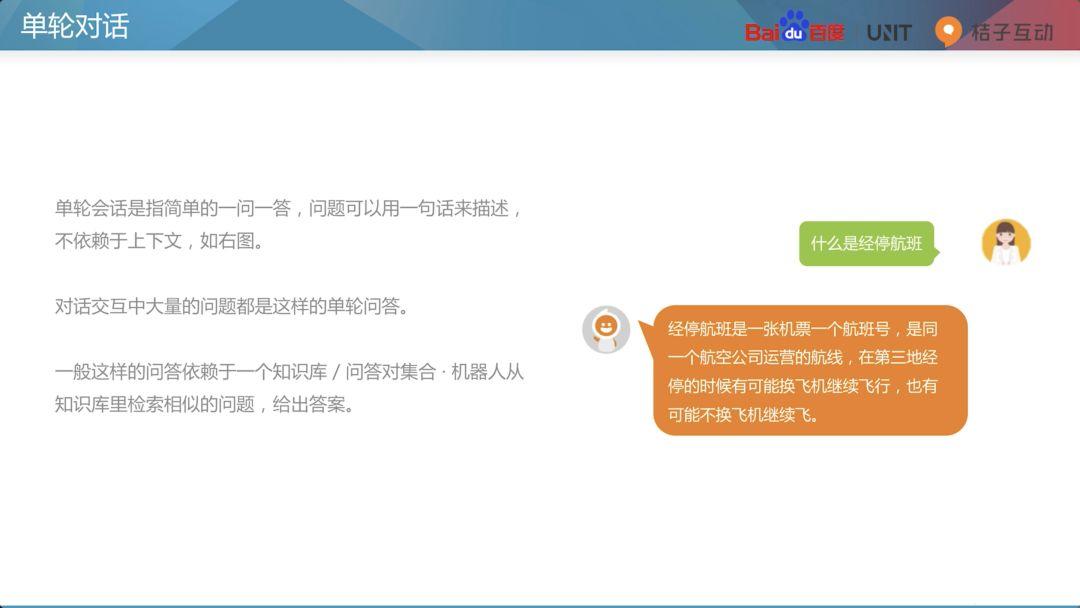 单轮对话
Bai du 百度 UNIT 桔子互动
单轮会话是指简单的一问一答，问题可以用一句话来描述，
不依赖于上下文，如右图。
对话交互中大量的问题都是这样的单轮问答。
一般这样的问答依赖于一个知识库 / 问答对集合 · 机器人从
知识库里检索相似的问题，给出答案。
什么是经停航班
经停航班是一张机票一个航班号，是同
一个航空公司运营的航线，在第三地经
停的时候有可能换飞机继续飞行，也有
可能不换飞机继续飞。